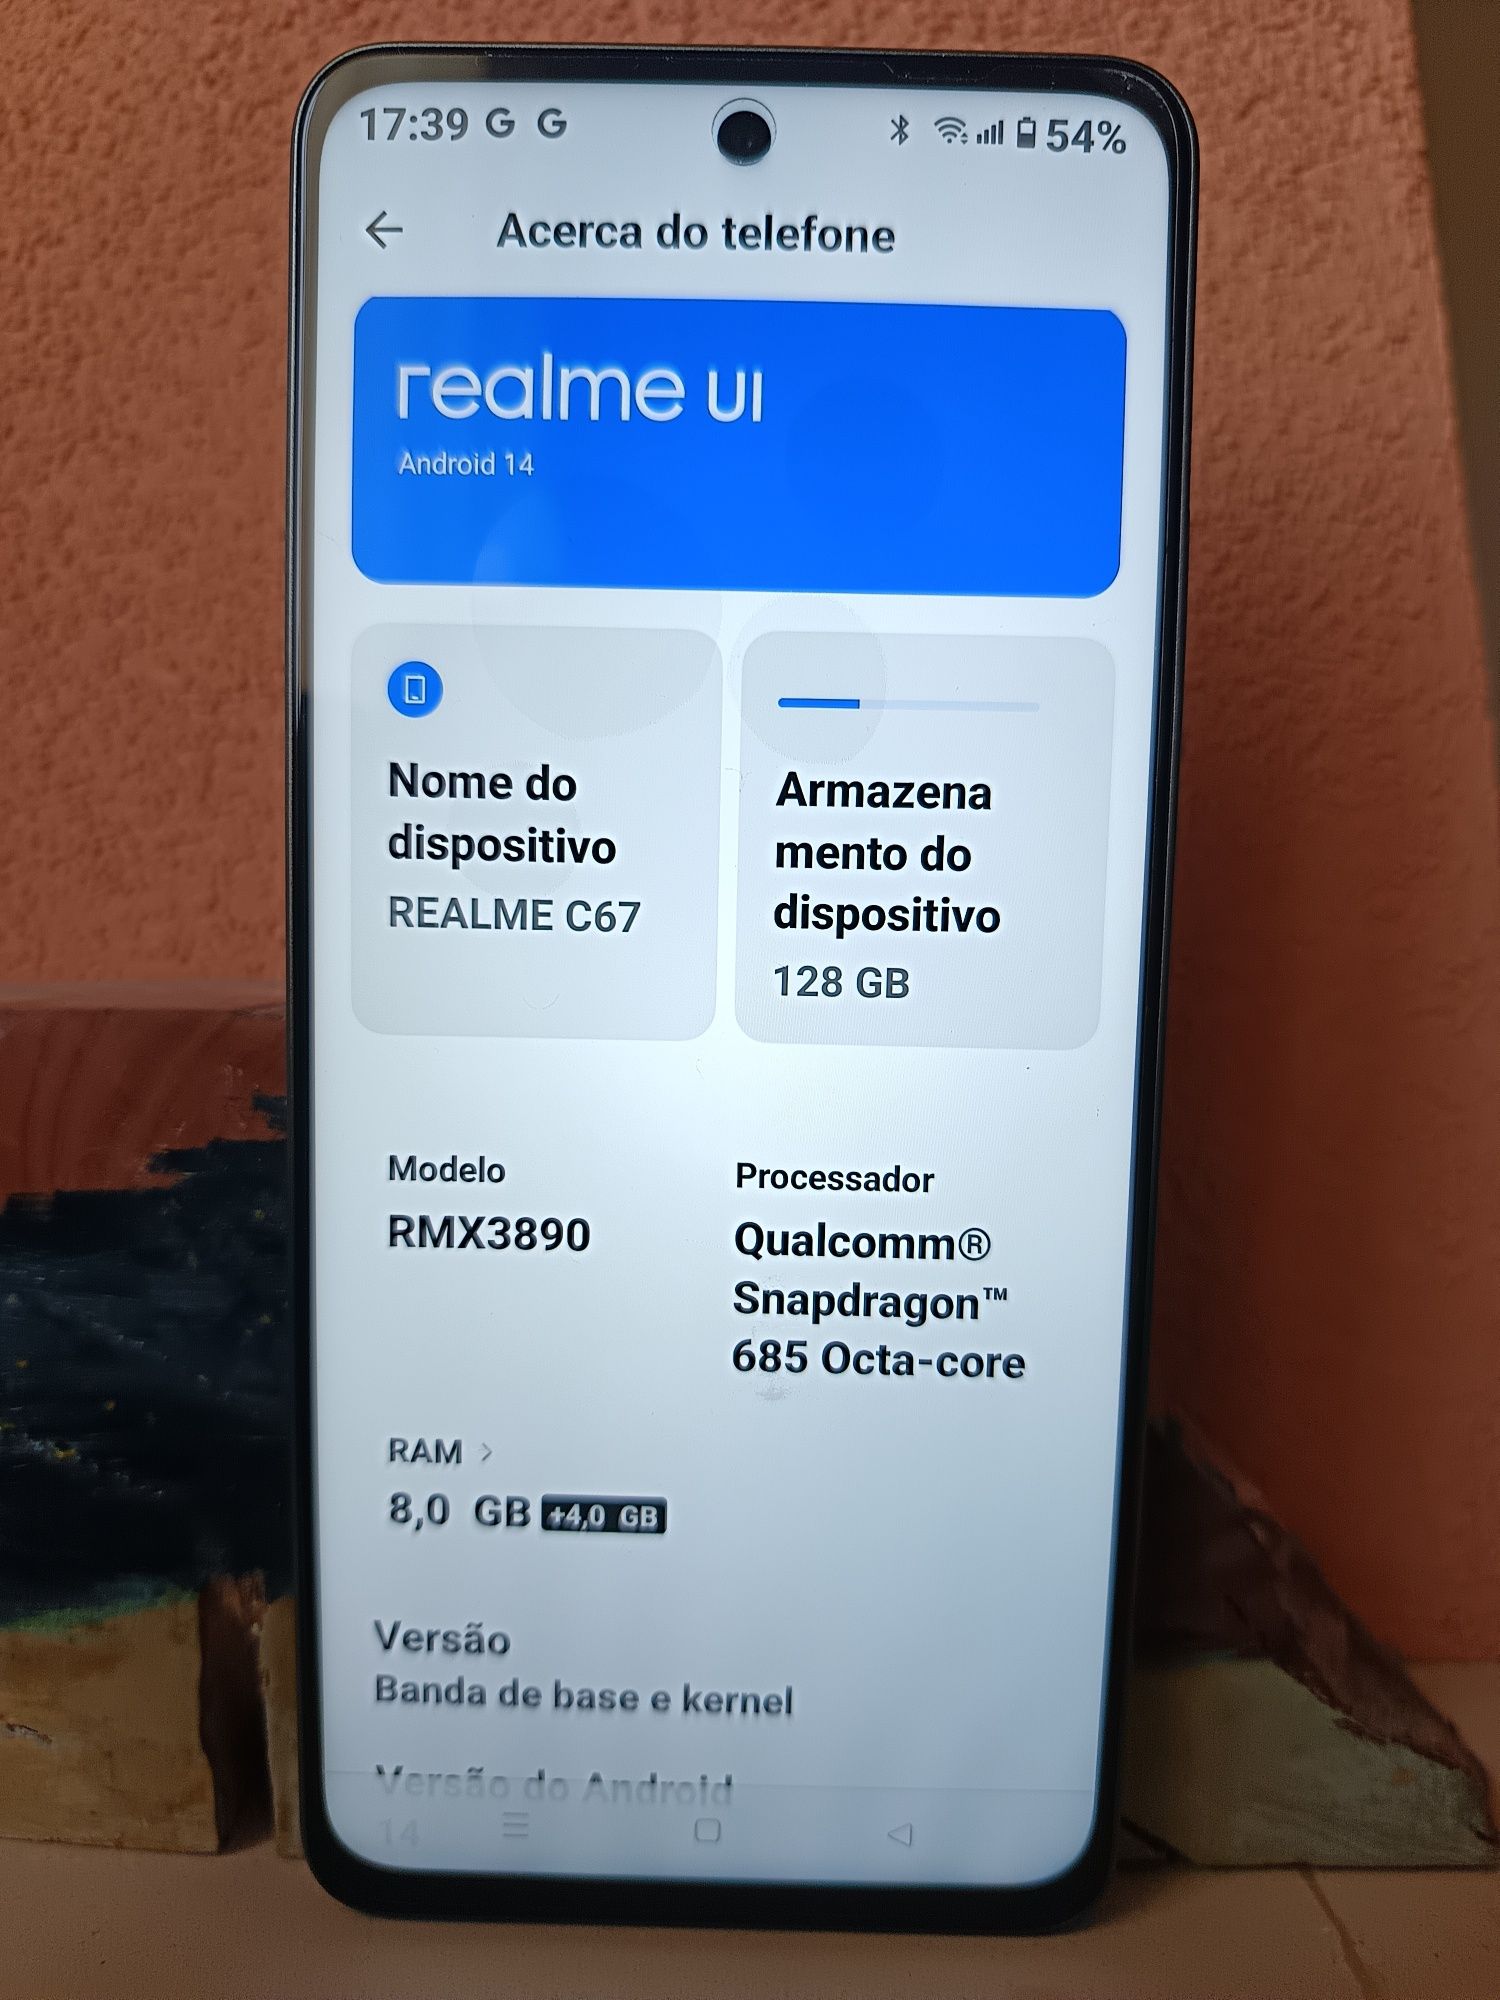 17:39 G G 54%
Acerca do telefone
realme UI
Android 14
Nome do
dispositivo
REALME C67
Armazena
mento do
dispositivo
128 GB
Modelo
RMX3890
Processador
Qualcomm®
Snapdragon™
685 Octa-core
RAM >
8,0 GB +4,0 GB
Versão
Banda de base e kernel
Versão do Android
14